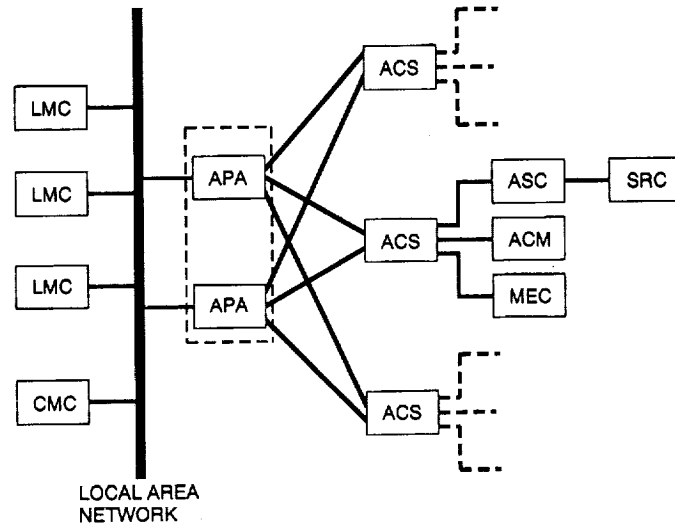 ACS
LMC
LMC
APA
ASC
SRC
ACS
ACM
LMC
APA
MEC
CMC
ACS
LOCAL AREA
NETWORK